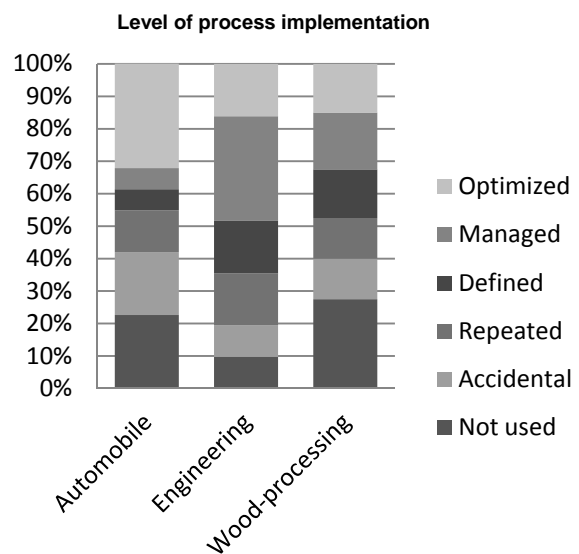 Level of process implementation
100%
90%
80%
70%
60%
50%
40%
30%
20%
10%
0%
Automobile
Engineering
Wood-processing
Optimized
Managed
Defined
Repeated
Accidental
Not used